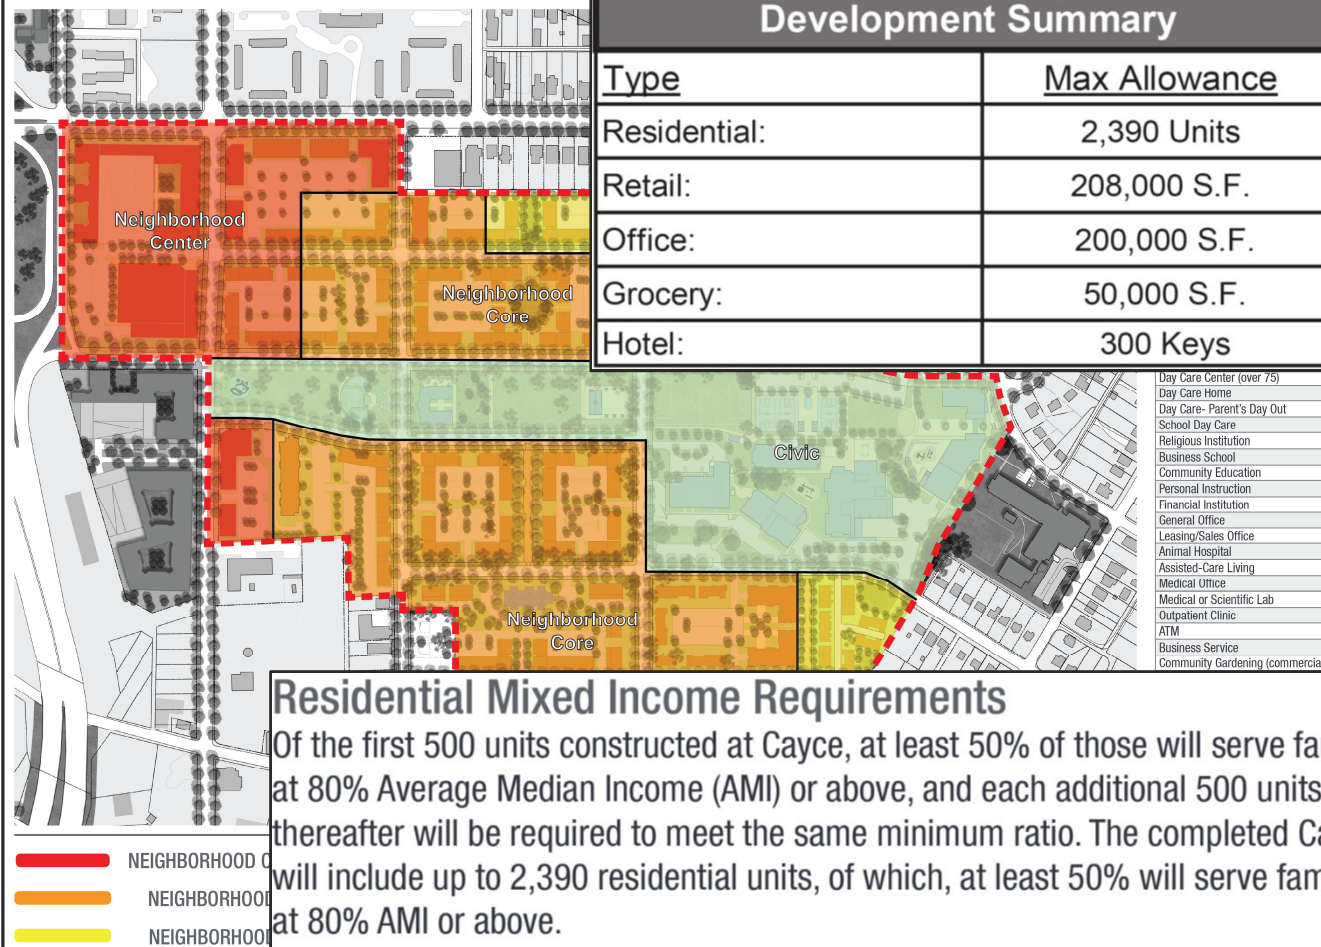 Development Summary
Type Max Allowance
Residential: 2,390 Units
Retail: 208,000 S.F.
Office: 200,000 S.F.
Grocery: 50,000 S.F.
Hotel: 300 Keys
Neighborhood
Center
Neighborhood
Core
Civic
Neighborhood
Core
Day Care Center (over 75)
Day Care Home
Day Care- Parent's Day Out
School Day Care
Religious Institution
Business School
Community Education
Personal Instruction
Financial Institution
General Office
Leasing/Sales Office
Animal Hospital
Assisted-Care Living
Medical Office
Medical or Scientific Lab
Outpatient Clinic
ATM
Business Service
Community Gardening (commercia
NEIGHBORHOOD
NEIGHBORHOOD
NEIGHBORHOOD
Residential Mixed Income Requirements
Of the first 500 units constructed at Cayce, at least 50% of those will serve fa
at 80% Average Median Income (AMI) or above, and each additional 500 units
thereafter will be required to meet the same minimum ratio. The completed Ca
will include up to 2,390 residential units, of which, at least 50% will serve fam
at 80% AMI or above.